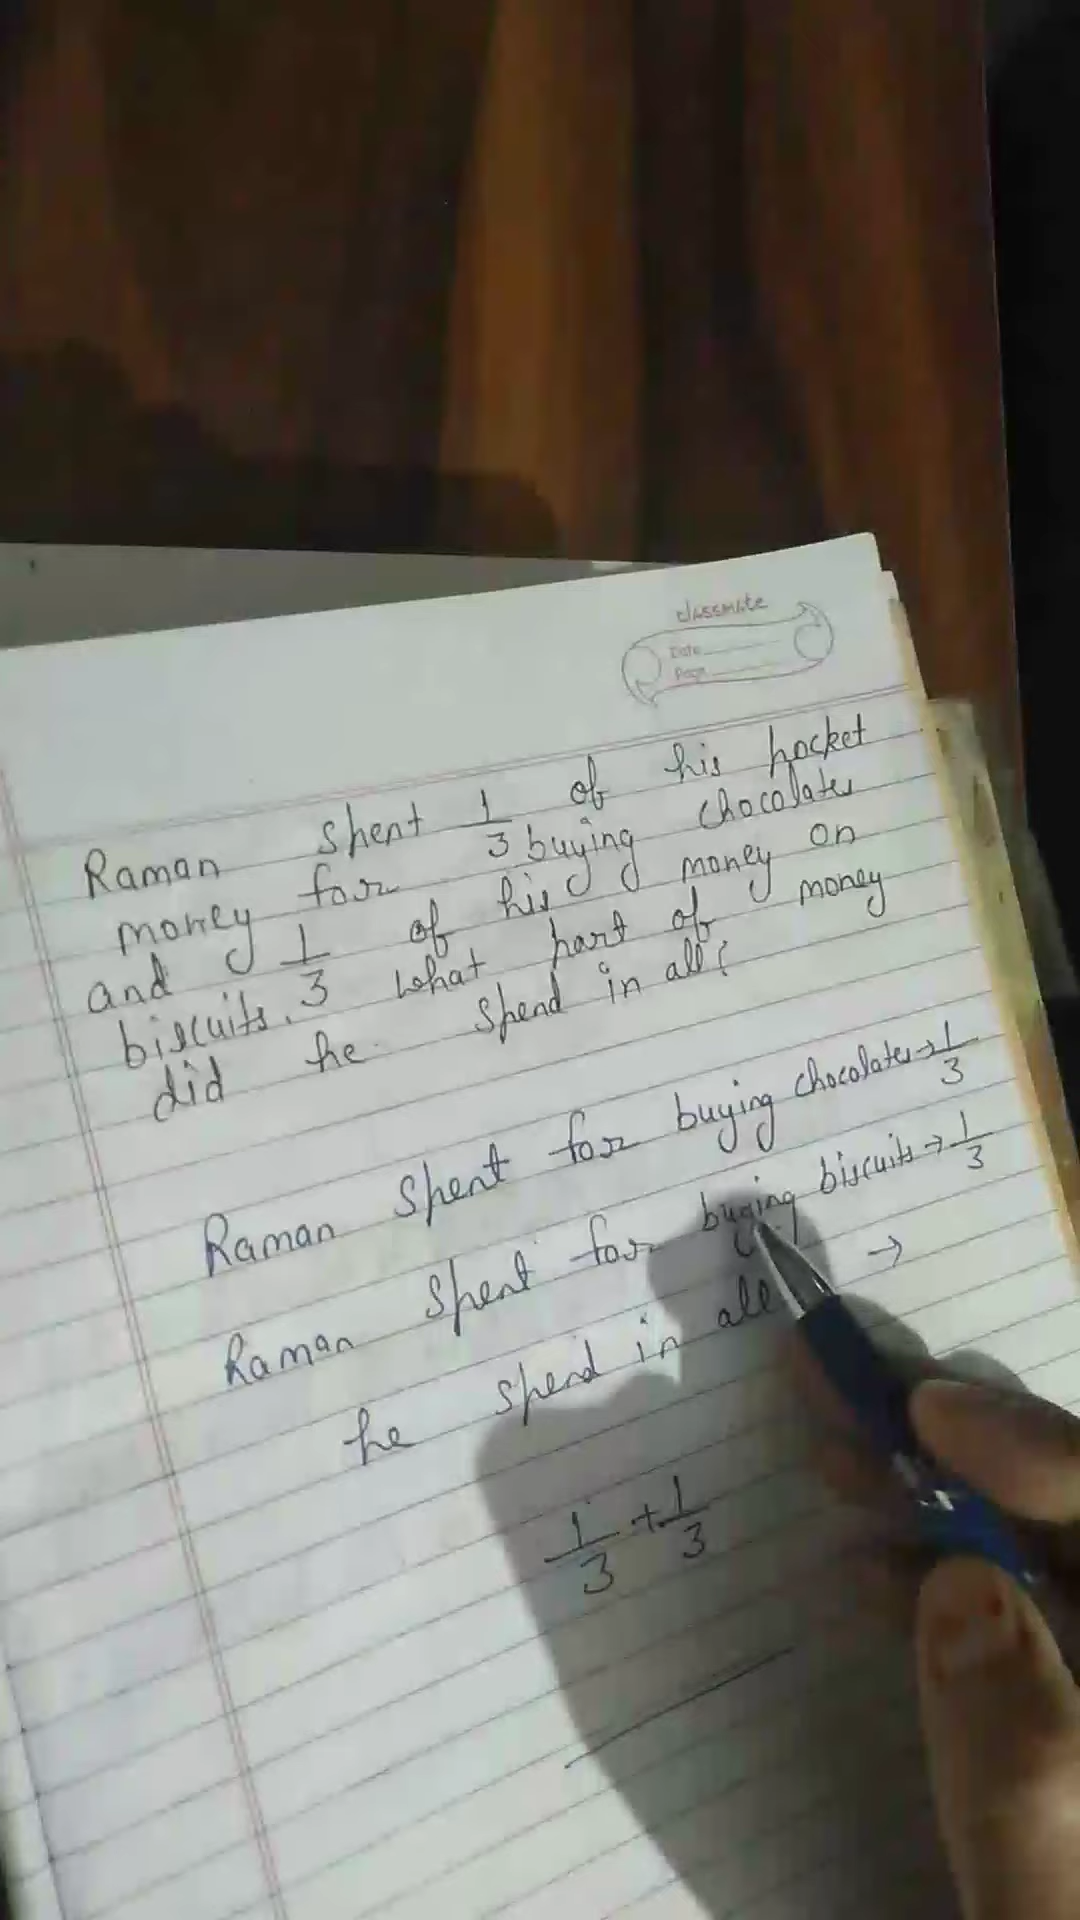 classmate
Date
Page
Raman spent 1/3 of his pocket
money for buying chocolates
and 1/3 of his money on
biscuits. What part of money
did he spend in all?
Raman spent for buying chocolates → 1/3
Raman spent for buying biscuits → 1/3
he spend in all →
1/3 + 1/3